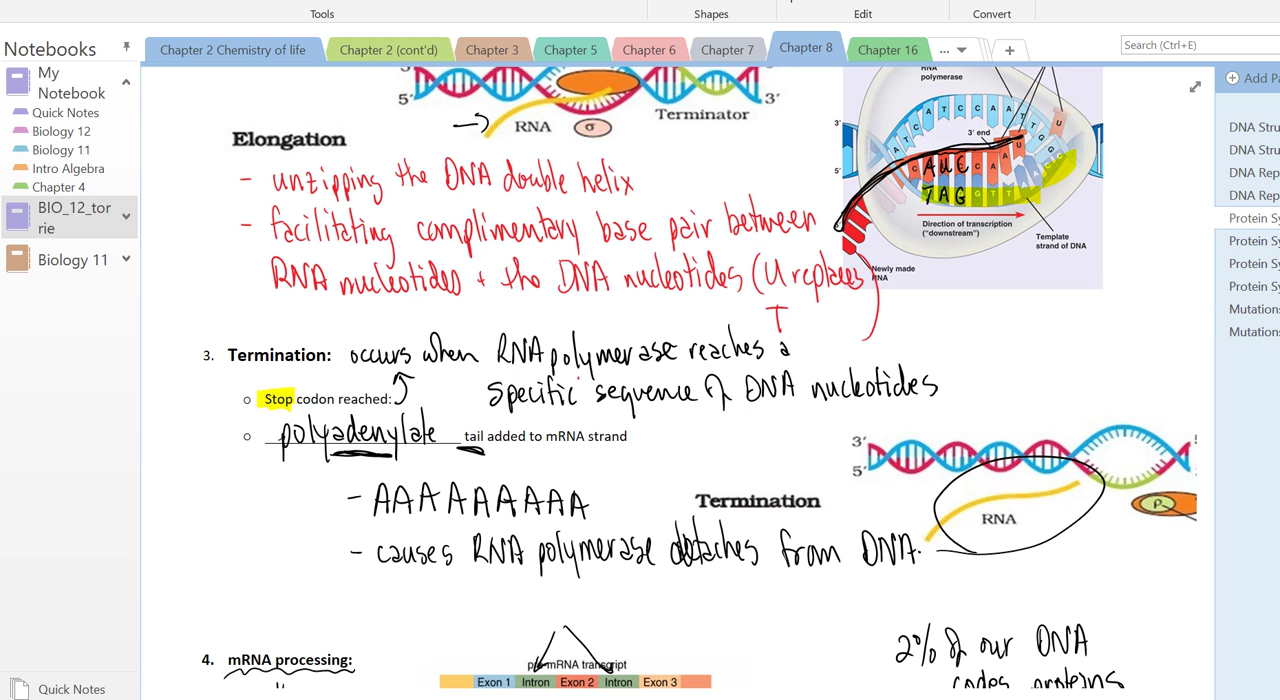 Tools
Shapes
Edit
Convert
Notebooks
Chapter 2 Chemistry of life
Chapter 2 (cont'd)
Chapter 3
Chapter 5
Chapter 6
Chapter 7
Chapter 8
Chapter 16
...
+
Search (Ctrl+E)
My Notebook
Quick Notes
Biology 12
Biology 11
Intro Algebra
Chapter 4
BIO_12_tor
rie
Biology 11
Quick Notes
Add Pa
DNA Stru
DNA Stru
DNA Rep
DNA Rep
Protein Sy
Protein Sy
Protein Sy
Protein Sy
Mutation
Mutation
5'
3'
RNA
σ
Terminator
Elongation
- unzipping the DNA double helix
- facilitating complimentary base pair between
RNA nucleotides + the DNA nucleotides (U replaces
T
)
RNA
polymerase
A T C C A A T
3' end
3'
5'
AUC
TAG
Direction of transcription
("downstream")
Template
strand of DNA
Newly made
RNA
3. Termination: occurs when RNA polymerase reaches a
specific sequence of DNA nucleotides
o Stop codon reached:
o polyadenylate tail added to mRNA strand
- AAAAAAAAA
- causes RNA polymerase detaches from DNA.
3'
5'
Termination
RNA
P
4. mRNA processing:
pre-mRNA transcript
Exon 1 Intron Exon 2 Intron Exon 3
2% of our DNA
codes proteins